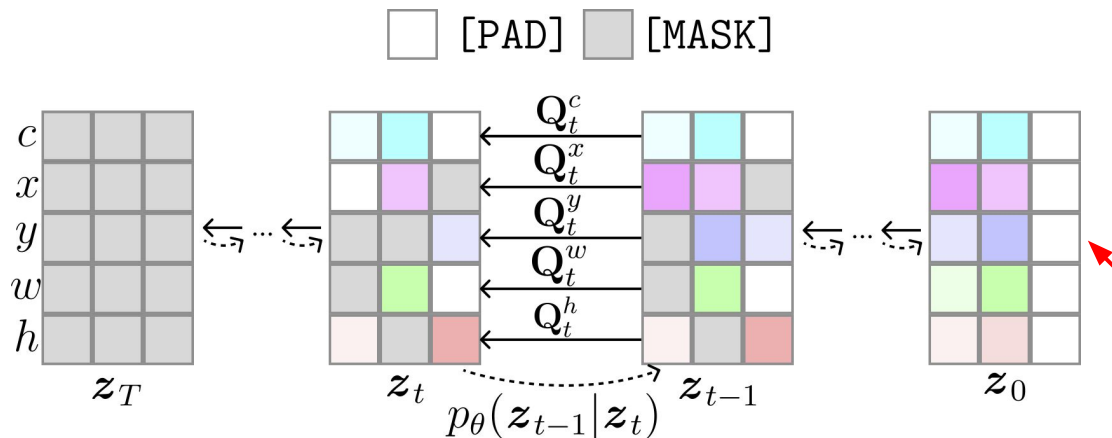 [PAD] [MASK]
c
x
y
w
h
Q_t^c
Q_t^x
Q_t^y
Q_t^w
Q_t^h
... ...
z_T z_t z_{t-1} z_0
p_θ(z_{t-1}|z_t)